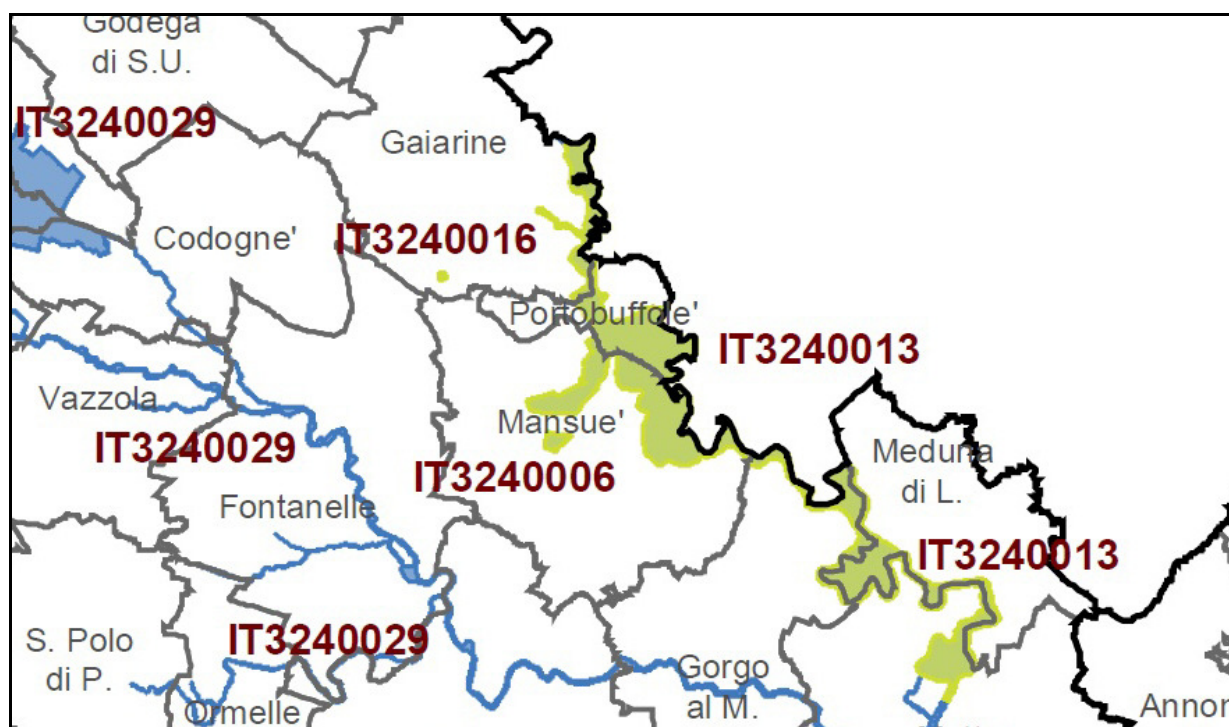 Godega
di S.U.
IT3240029
Gaiarine
Codogne'
IT3240016
Portobuffole'
IT3240013
Vazzola
Mansue'
IT3240029
IT3240006
Meduna
di L.
Fontanelle
IT3240013
IT3240029
S. Polo
di P.
Gorgo
al M.
Ormelle
Annon